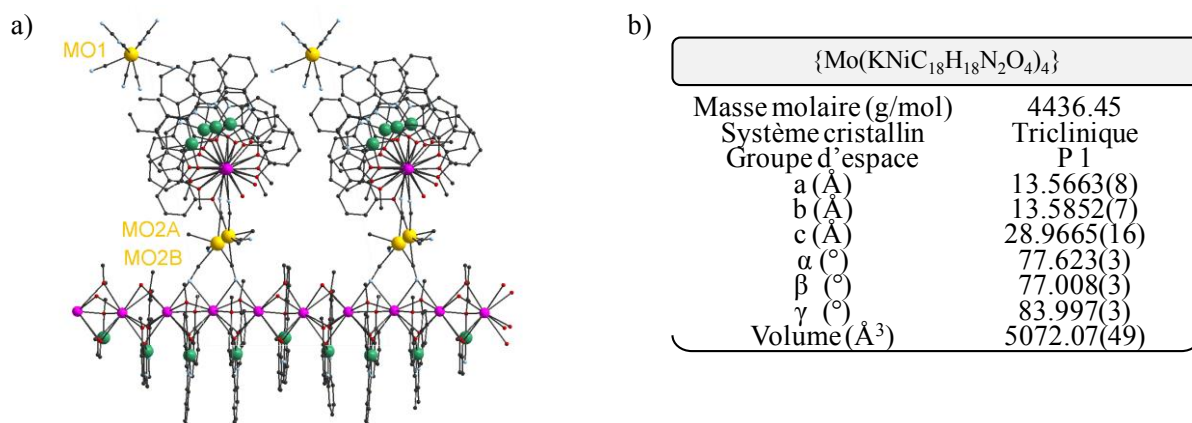 a)
MO1
MO2A
MO2B
b)
{Mo(KNiC18H18N2O4)4}
Masse molaire (g/mol) 4436.45
Système cristallin Triclinique
Groupe d'espace P 1
a (Å) 13.5663(8)
b (Å) 13.5852(7)
c (Å) 28.9665(16)
α (°) 77.623(3)
β (°) 77.008(3)
γ (°) 83.997(3)
Volume (Å³) 5072.07(49)